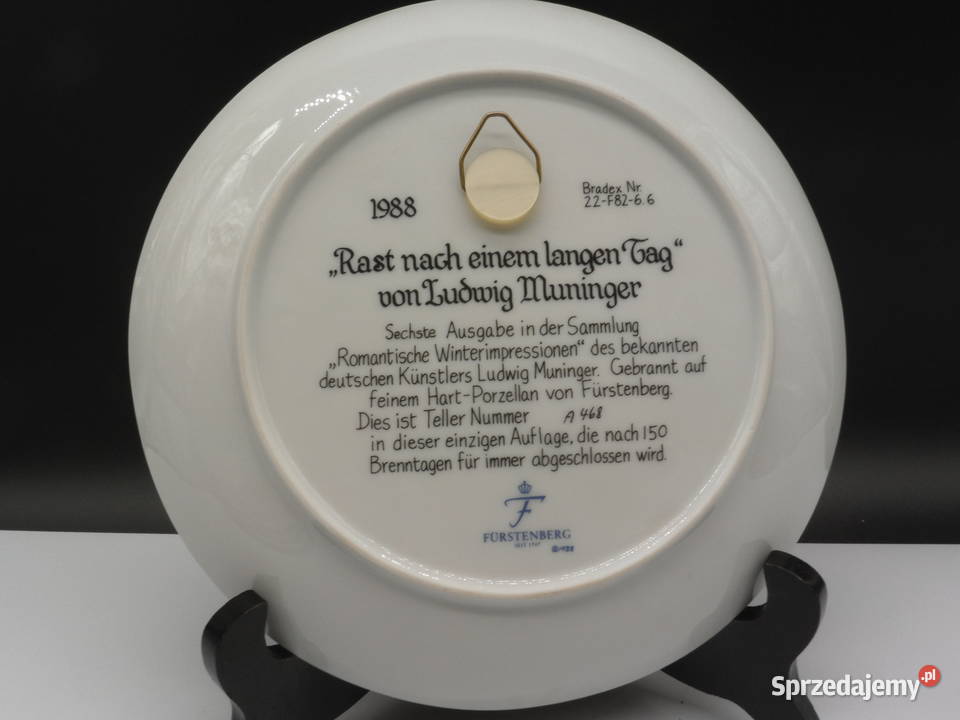 1988
Bradex Nr.
22-F82-6.6
„Rast nach einem langen Tag“
von Ludwig Muninger
Sechste Ausgabe in der Sammlung
„Romantische Winterimpressionen“ des bekannten
deutschen Künstlers Ludwig Muninger. Gebrannt auf
feinem Hart-Porzellan von Fürstenberg.
Dies ist Teller Nummer A 468
in dieser einzigen Auflage, die nach 150
Brenntagen für immer abgeschlossen wird.
F
FÜRSTENBERG
SEIT 1747
Sprzedajemy.pl